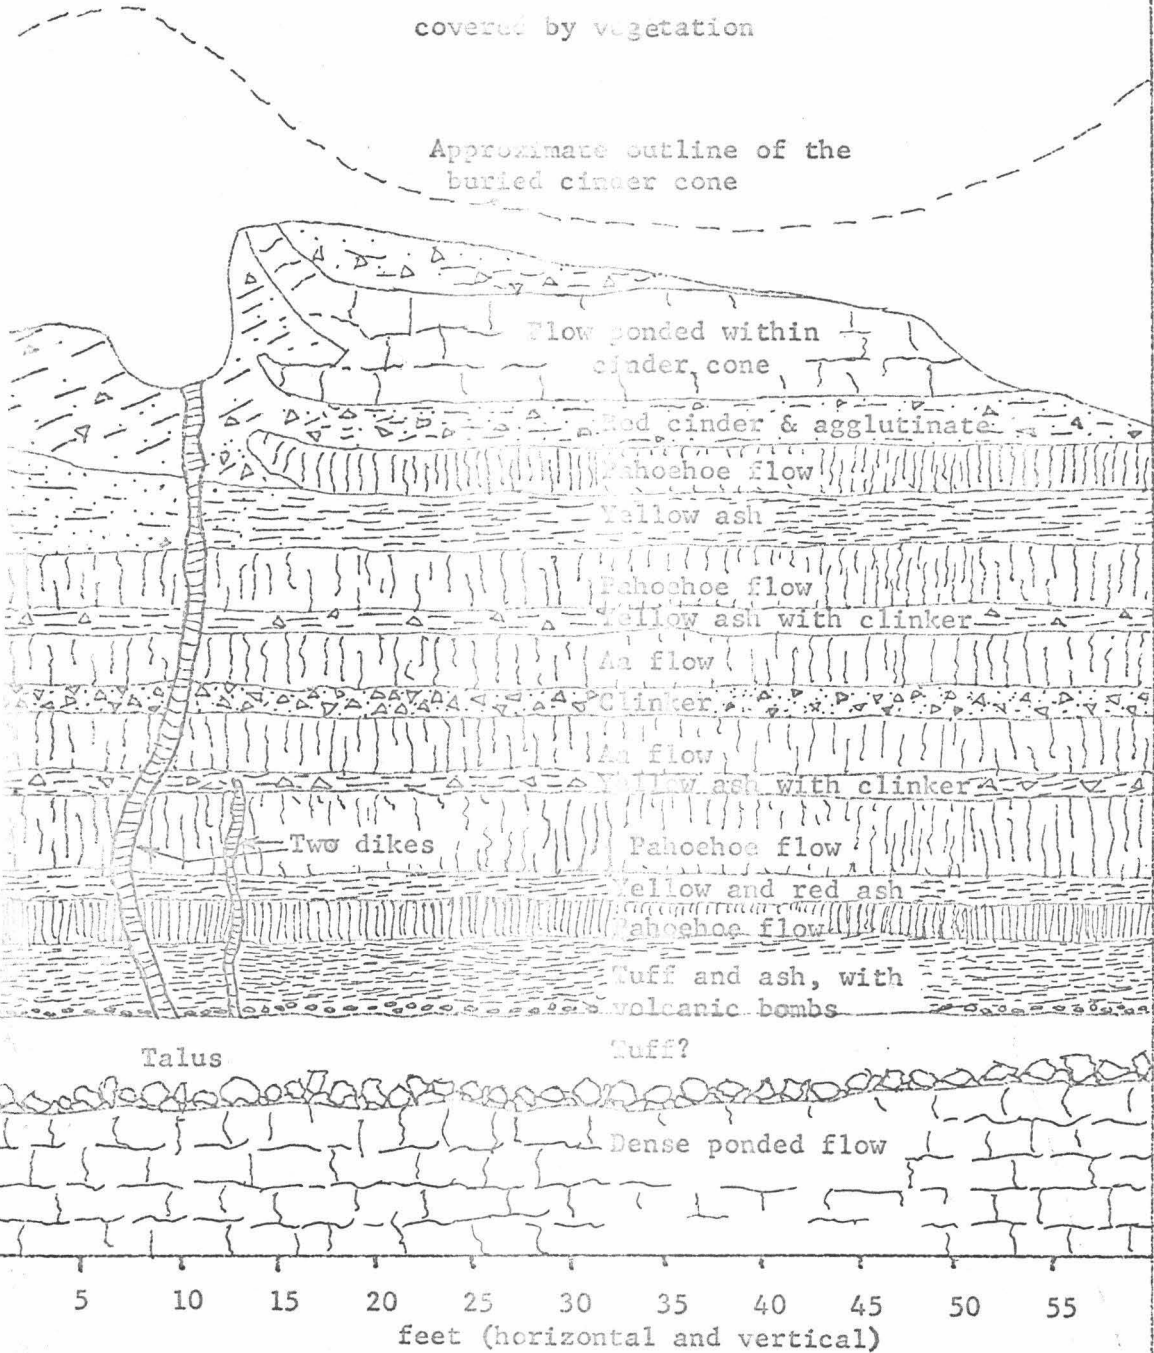 covered by vegetation
Approximate outline of the
buried cinder cone
Flow ponded within
cinder cone
Red cinder & agglutinate
Pahoehoe flow
Yellow ash
Pahoehoe flow
Yellow ash with clinker
Aa flow
Clinker
Aa flow
Yellow ash with clinker
Two dikes
Pahoehoe flow
Yellow and red ash
Pahoehoe flow
Tuff and ash, with
volcanic bombs
Talus
Tuff?
Dense ponded flow
5 10 15 20 25 30 35 40 45 50 55
feet (horizontal and vertical)